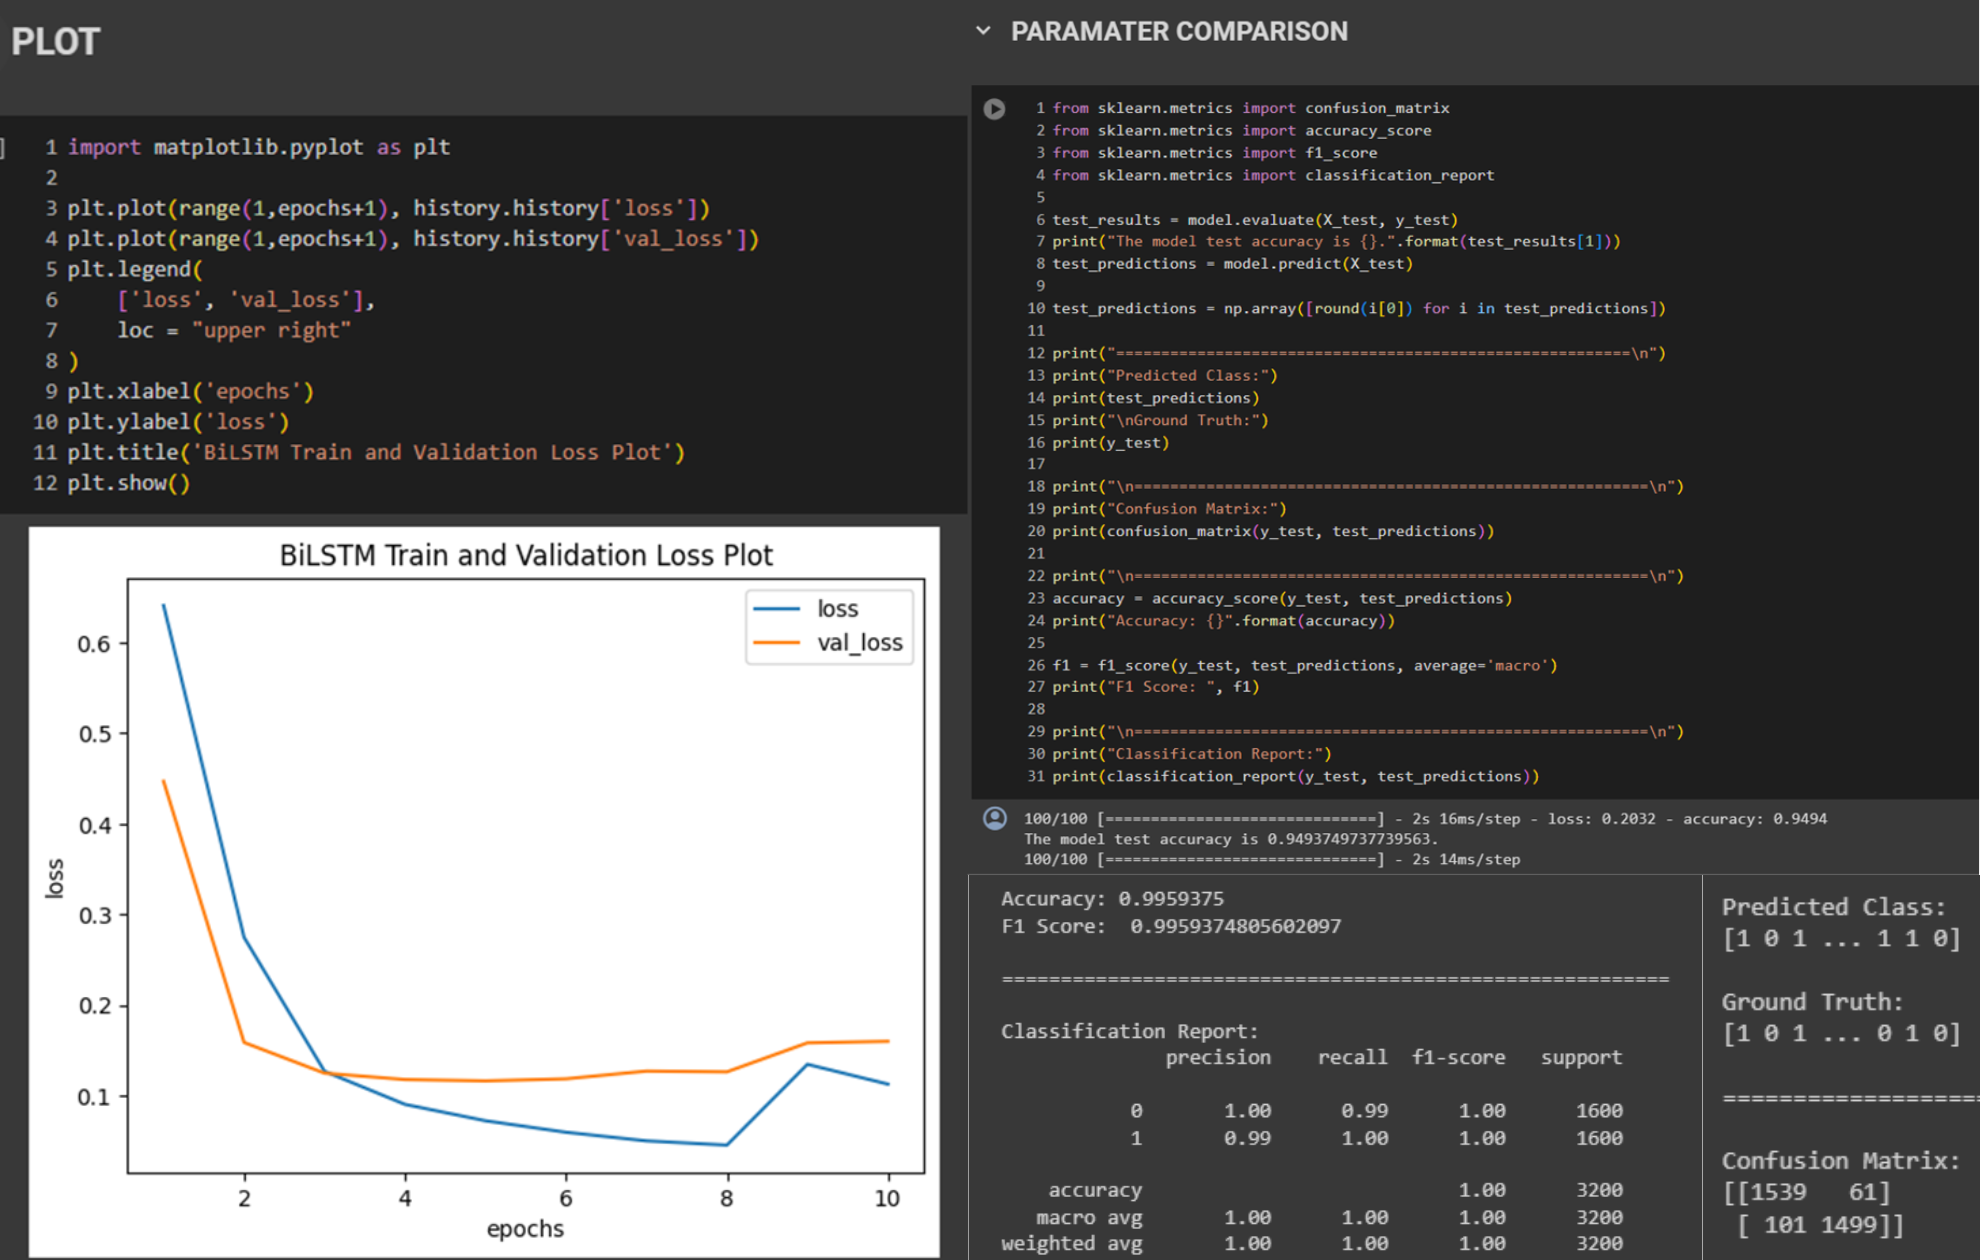 PLOT
]
1 import matplotlib.pyplot as plt
2
3 plt.plot(range(1,epochs+1), history.history['loss'])
4 plt.plot(range(1,epochs+1), history.history['val_loss'])
5 plt.legend(
6     ['loss', 'val_loss'],
7     loc = "upper right"
8 )
9 plt.xlabel('epochs')
10 plt.ylabel('loss')
11 plt.title('BiLSTM Train and Validation Loss Plot')
12 plt.show()
BiLSTM Train and Validation Loss Plot
loss
val_loss
0.6
0.5
0.4
0.3
0.2
0.1
loss
2 4 6 8 10
epochs
PARAMATER COMPARISON
1 from sklearn.metrics import confusion_matrix
2 from sklearn.metrics import accuracy_score
3 from sklearn.metrics import f1_score
4 from sklearn.metrics import classification_report
5
6 test_results = model.evaluate(X_test, y_test)
7 print("The model test accuracy is {}.".format(test_results[1]))
8 test_predictions = model.predict(X_test)
9
10 test_predictions = np.array([round(i[0]) for i in test_predictions])
11
12 print("=========================================================\n")
13 print("Predicted Class:")
14 print(test_predictions)
15 print("\nGround Truth:")
16 print(y_test)
17
18 print("\n=========================================================\n")
19 print("Confusion Matrix:")
20 print(confusion_matrix(y_test, test_predictions))
21
22 print("\n=========================================================\n")
23 accuracy = accuracy_score(y_test, test_predictions)
24 print("Accuracy: {}".format(accuracy))
25
26 f1 = f1_score(y_test, test_predictions, average='macro')
27 print("F1 Score: ", f1)
28
29 print("\n=========================================================\n")
30 print("Classification Report:")
31 print(classification_report(y_test, test_predictions))
100/100 [==============================] - 2s 16ms/step - loss: 0.2032 - accuracy: 0.9494
The model test accuracy is 0.9493749737739563.
100/100 [==============================] - 2s 14ms/step
Accuracy: 0.9959375
F1 Score:  0.9959374805602097
=========================================================
Classification Report:
precision recall f1-score support
0 1.00 0.99 1.00 1600
1 0.99 1.00 1.00 1600
accuracy 1.00 3200
macro avg 1.00 1.00 1.00 3200
weighted avg 1.00 1.00 1.00 3200
Predicted Class:
[1 0 1 ... 1 1 0]
Ground Truth:
[1 0 1 ... 0 1 0]
======================
Confusion Matrix:
[[1539   61]
[ 101 1499]]